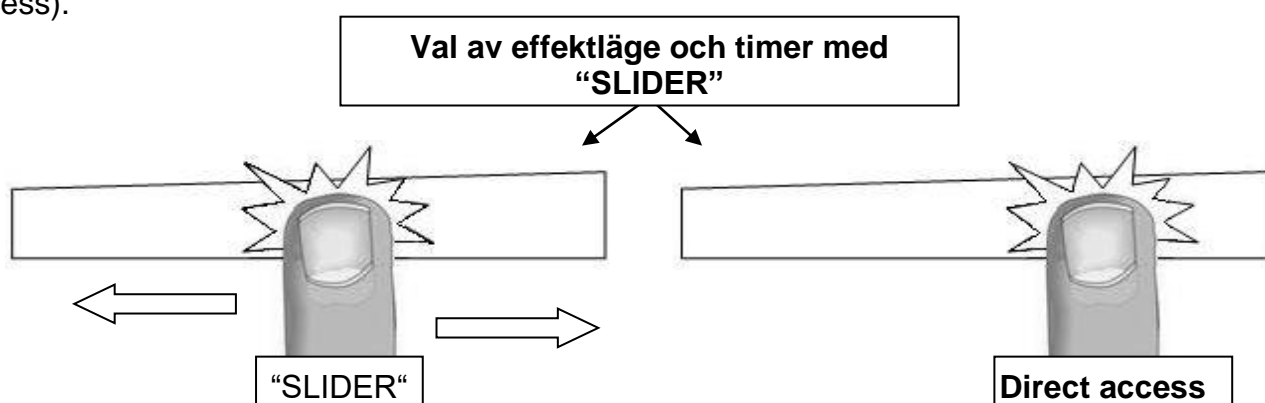 ess).
Val av effektläge och timer med
“SLIDER”
“SLIDER“
Direct access